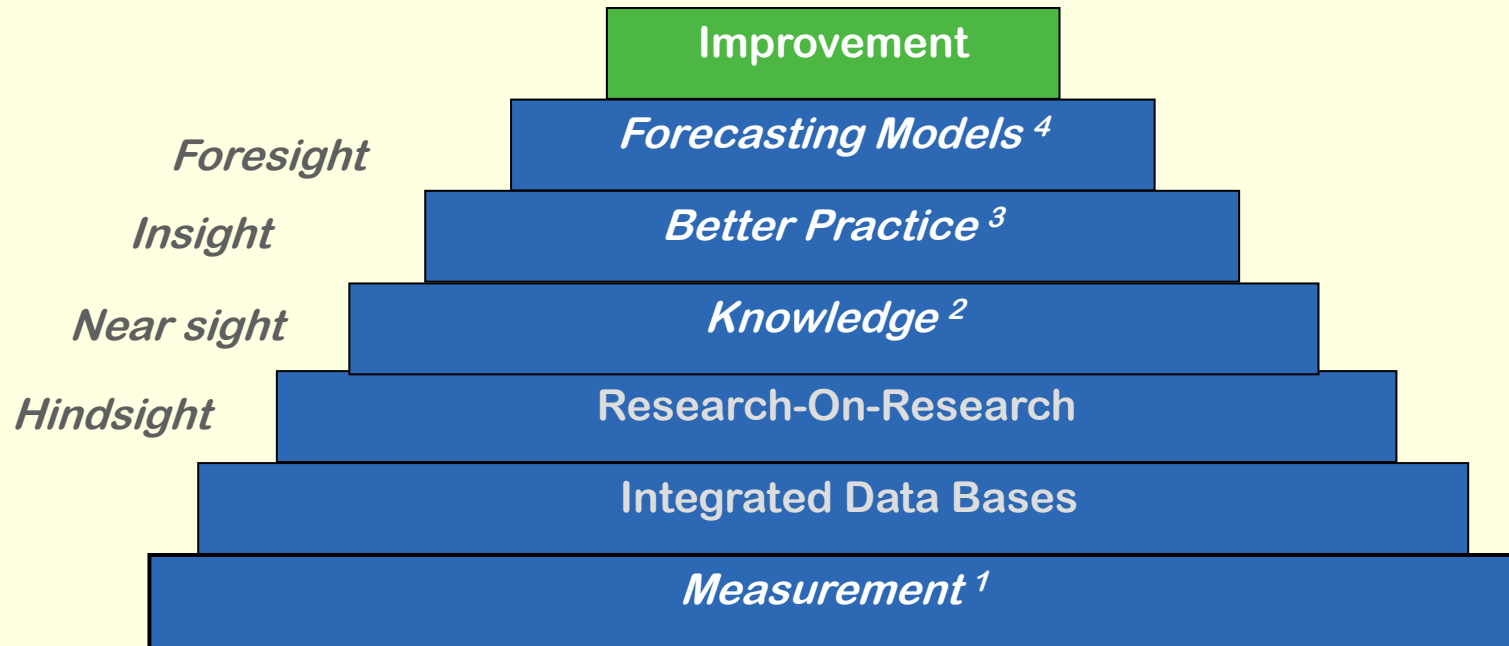 Improvement
Forecasting Models 4
Foresight
Better Practice 3
Insight
Knowledge 2
Near sight
Research-On-Research
Hindsight
Integrated Data Bases
Measurement 1